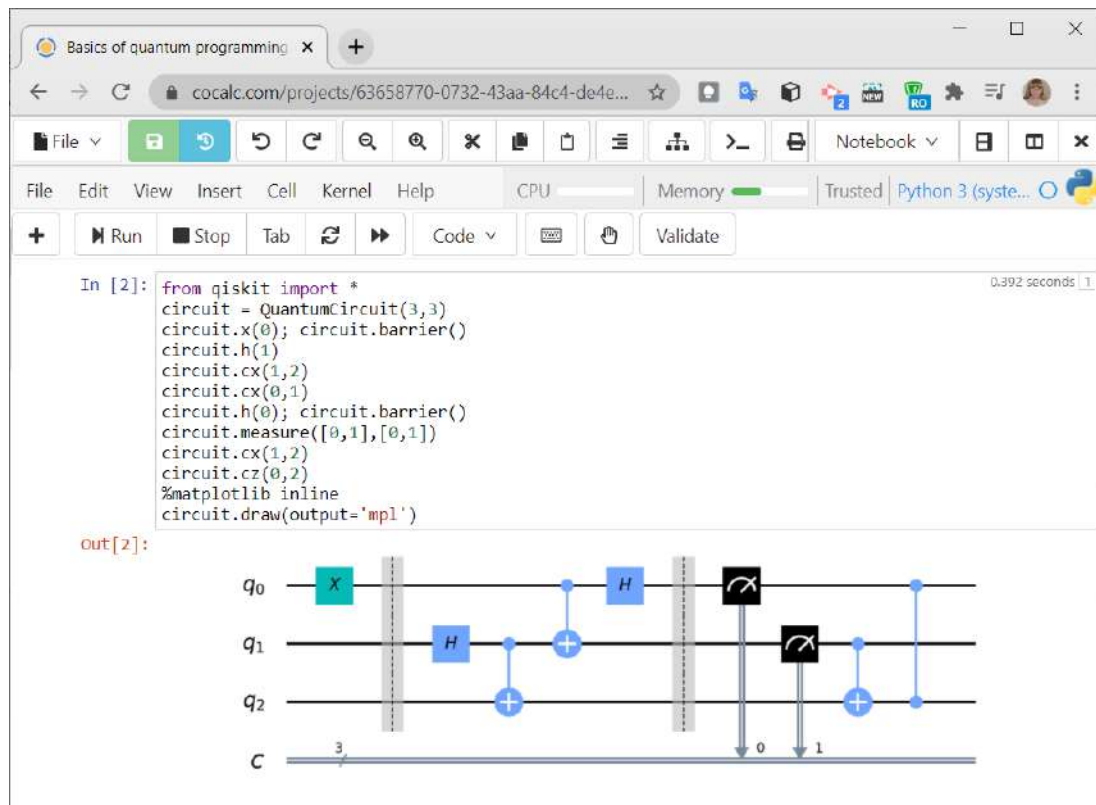 Basics of quantum programming
cocalc.com/projects/63658770-0732-43aa-84c4-de4e...
2
NEW
RO
File
Notebook
File Edit View Insert Cell Kernel Help CPU Memory Trusted Python 3 (syste...
Run Stop Tab Code Validate
In [2]:
0.392 seconds 1
from qiskit import *
circuit = QuantumCircuit(3,3)
circuit.x(0); circuit.barrier()
circuit.h(1)
circuit.cx(1,2)
circuit.cx(0,1)
circuit.h(0); circuit.barrier()
circuit.measure([0,1],[0,1])
circuit.cx(1,2)
circuit.cz(0,2)
%matplotlib inline
circuit.draw(output='mpl')
Out[2]:
q0 X H
q1 H
q2
C 3 0 1